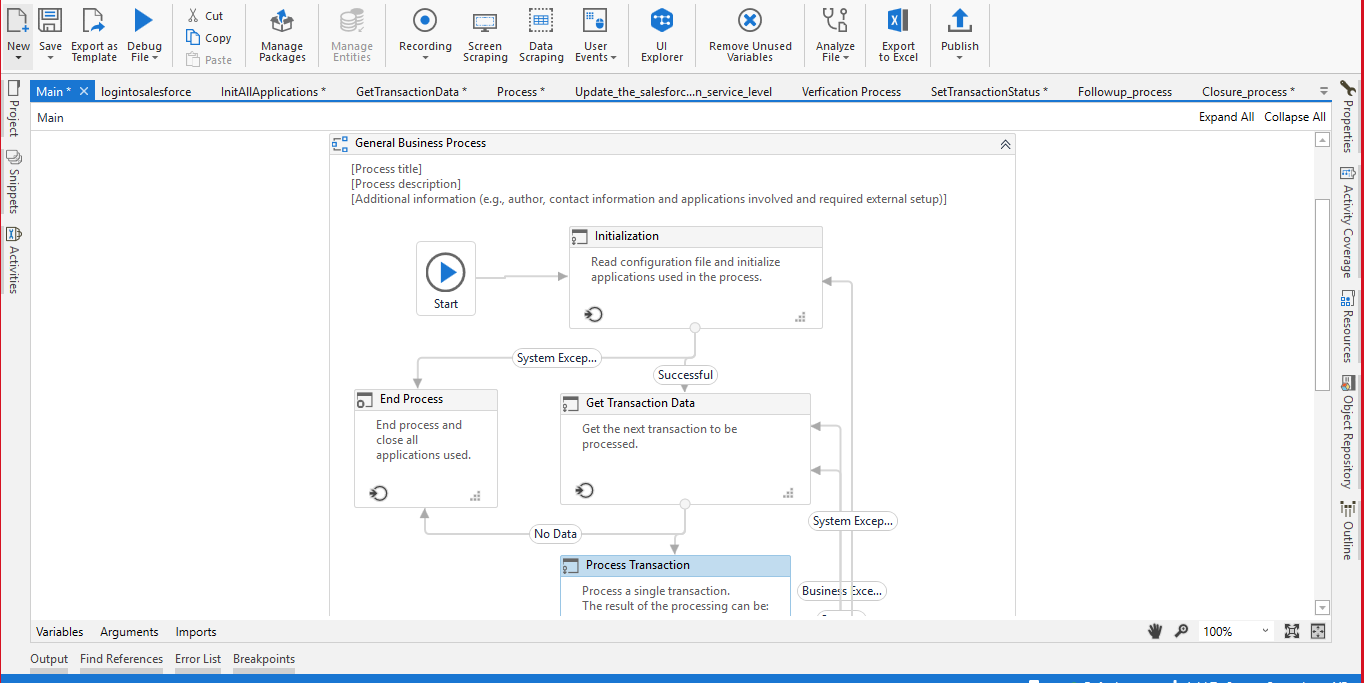 New
Save
Export as Template
Debug File
Cut
Copy
Paste
Manage Packages
Manage Entities
Recording
Screen Scraping
Data Scraping
User Events
UI Explorer
Remove Unused Variables
Analyze File
Export to Excel
Publish
Main *
logintosalesforce
InitAllApplications *
GetTransactionData *
Process *
Update_the_salesforc...n_service_level
Verfication Process
SetTransactionStatus *
Followup_process
Closure_process *
Project
Snippets
Activities
Main
Expand All
Collapse All
General Business Process
[Process title]
[Process description]
[Additional information (e.g., author, contact information and applications involved and required external setup)]
Start
Initialization
Read configuration file and initialize
applications used in the process.
System Excep...
Successful
End Process
End process and
close all
applications used.
Get Transaction Data
Get the next transaction to be
processed.
No Data
System Excep...
Process Transaction
Process a single transaction.
The result of the processing can be:
Business Exce...
Properties
Activity Coverage
Resources
Object Repository
Outline
Variables
Arguments
Imports
100%
Output
Find References
Error List
Breakpoints